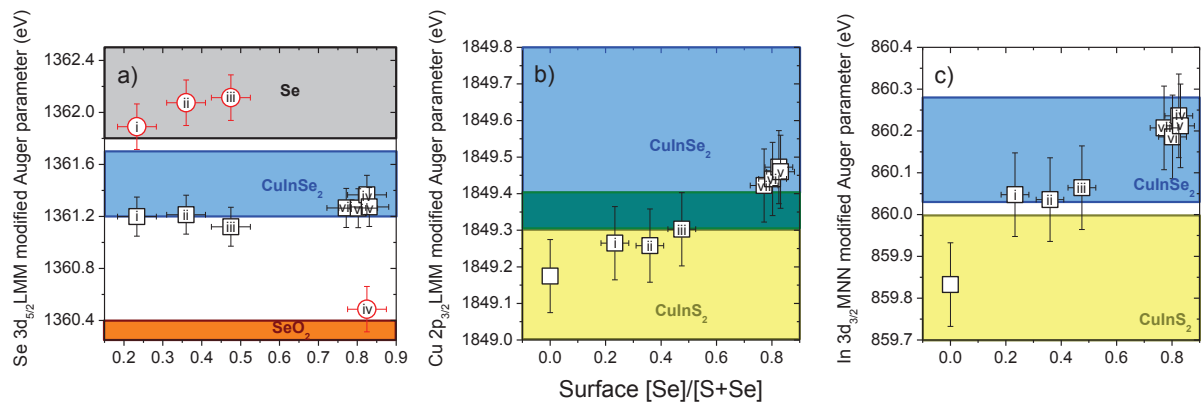 Se 3d5/2LMM modified Auger parameter (eV)
1362.4
1362.0
1361.6
1361.2
1360.8
1360.4
a)
Se
i
ii
iii
CuInSe2
i
ii
iii
iv
v
iv
SeO2
0.2 0.3 0.4 0.5 0.6 0.7 0.8 0.9
Cu 2p3/2LMM modified Auger parameter (eV)
1849.8
1849.7
1849.6
1849.5
1849.4
1849.3
1849.2
1849.1
1849.0
b)
CuInSe2
i
ii
iii
v
CuInS2
0.0 0.2 0.4 0.6 0.8
In 3d3/2MNN modified Auger parameter (eV)
860.4
860.3
860.2
860.1
860.0
859.9
859.8
859.7
c)
CuInSe2
i
ii
iii
iv
v
vi
CuInS2
0.0 0.2 0.4 0.6 0.8
Surface [Se]/[S+Se]